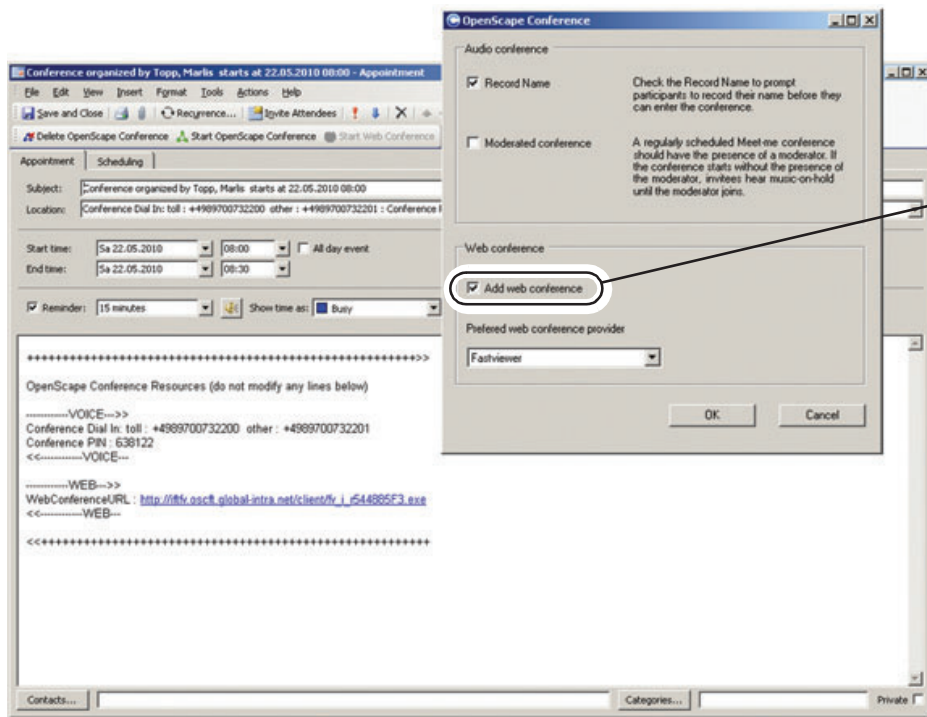 OpenScape Conference
Audio conference
Record Name
Check the Record Name to prompt
participants to record their name before they
can enter the conference.
Moderated conference
A regularly scheduled Meet-me conference
should have the presence of a moderator. If
the conference starts without the presence of
the moderator, invitees hear music-on-hold
until the moderator joins.
Web conference
Add web conference
Prefered web conference provider
Fastviewer
OK Cancel
Conference organized by Topp, Marlis starts at 22.05.2010 08:00 - Appointment
File Edit View Insert Format Tools Actions Help
Save and Close Recurrence... Invite Attendees
Delete OpenScape Conference Start OpenScape Conference Start Web Conference
Appointment Scheduling
Subject: Conference organized by Topp, Marlis starts at 22.05.2010 08:00
Location: Conference Dial In: toll : +4989700732200 other : +4989700732201 : Conference
Start time: Sa 22.05.2010 08:00 All day event
End time: Sa 22.05.2010 08:30
Reminder: 15 minutes Show time as: Busy
++++++++++++++++++++++++++++++++++++++++++++++++++++++++>>
OpenScape Conference Resources (do not modify any lines below)
-------------VOICE--->>
Conference Dial In: toll : +4989700732200 other : +4989700732201
Conference PIN : 638122
<<-------------VOICE---
-------------WEB--->>
WebConferenceURL : http://iftfv.oscft.global-intra.net/client/fv_i_r544885F3.exe
<<-------------WEB---
<<++++++++++++++++++++++++++++++++++++++++++++++++++++++++
Contacts... Categories... Private